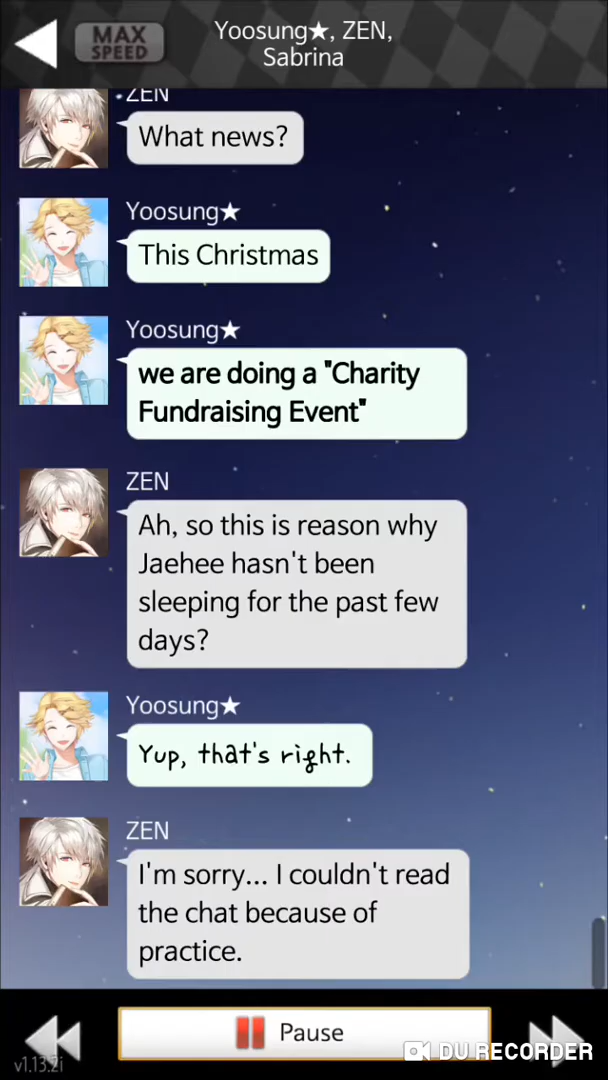 MAX
SPEED
Yoosung★, ZEN,
Sabrina
ZEN
What news?
Yoosung★
This Christmas
Yoosung★
we are doing a "Charity
Fundraising Event"
ZEN
Ah, so this is reason why
Jaehee hasn't been
sleeping for the past few
days?
Yoosung★
Yup, that's right.
ZEN
I'm sorry... I couldn't read
the chat because of
practice.
Pause
DU RECORDER
v1.13.2i